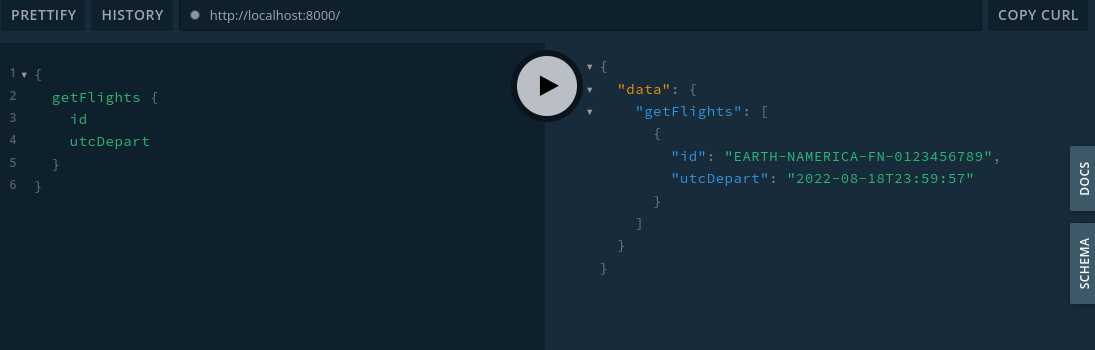 PRETTIFY HISTORY http://localhost:8000/ COPY CURL
1 {
2 getFlights {
3 id
4 utcDepart
5 }
6 }
{
"data": {
"getFlights": [
{
"id": "EARTH-NAMERICA-FN-0123456789",
"utcDepart": "2022-08-18T23:59:57"
}
]
}
}
DOCS
SCHEMA